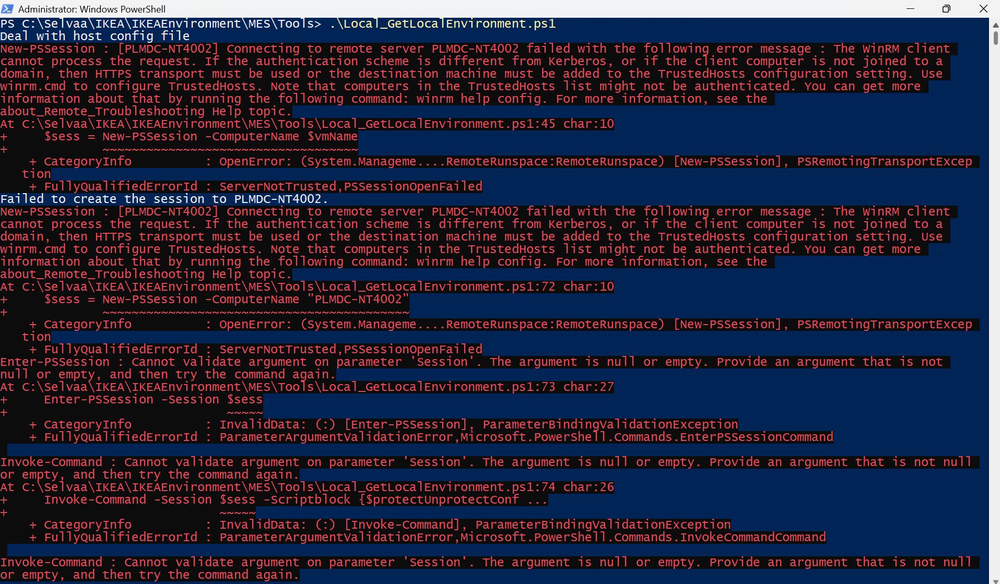 Administrator: Windows PowerShell
PS C:\Selvaa\IKEA\IKEAEnvironment\MES\Tools> .\Local_GetLocalEnvironment.ps1
Deal with host config file
New-PSSession : [PLMDC-NT4002] Connecting to remote server PLMDC-NT4002 failed with the following error message : The WinRM client
cannot process the request. If the authentication scheme is different from Kerberos, or if the client computer is not joined to a
domain, then HTTPS transport must be used or the destination machine must be added to the TrustedHosts configuration setting. Use
winrm.cmd to configure TrustedHosts. Note that computers in the TrustedHosts list might not be authenticated. You can get more
information about that by running the following command: winrm help config. For more information, see the
about_Remote_Troubleshooting Help topic.
At C:\Selvaa\IKEA\IKEAEnvironment\MES\Tools\Local_GetLocalEnvironment.ps1:45 char:10
+     $sess = New-PSSession -ComputerName $vmName
+             ~~~~~~~~~~~~~~~~~~~~~~~~~~~~~~~~~~~
    + CategoryInfo          : OpenError: (System.Manageme....RemoteRunspace:RemoteRunspace) [New-PSSession], PSRemotingTransportExcep
   tion
    + FullyQualifiedErrorId : ServerNotTrusted,PSSessionOpenFailed
Failed to create the session to PLMDC-NT4002.
New-PSSession : [PLMDC-NT4002] Connecting to remote server PLMDC-NT4002 failed with the following error message : The WinRM client
cannot process the request. If the authentication scheme is different from Kerberos, or if the client computer is not joined to a
domain, then HTTPS transport must be used or the destination machine must be added to the TrustedHosts configuration setting. Use
winrm.cmd to configure TrustedHosts. Note that computers in the TrustedHosts list might not be authenticated. You can get more
information about that by running the following command: winrm help config. For more information, see the
about_Remote_Troubleshooting Help topic.
At C:\Selvaa\IKEA\IKEAEnvironment\MES\Tools\Local_GetLocalEnvironment.ps1:72 char:10
+     $sess = New-PSSession -ComputerName "PLMDC-NT4002"
+             ~~~~~~~~~~~~~~~~~~~~~~~~~~~~~~~~~~~~~~~~~~
    + CategoryInfo          : OpenError: (System.Manageme....RemoteRunspace:RemoteRunspace) [New-PSSession], PSRemotingTransportExcep
   tion
    + FullyQualifiedErrorId : ServerNotTrusted,PSSessionOpenFailed
Enter-PSSession : Cannot validate argument on parameter 'Session'. The argument is null or empty. Provide an argument that is not
null or empty, and then try the command again.
At C:\Selvaa\IKEA\IKEAEnvironment\MES\Tools\Local_GetLocalEnvironment.ps1:73 char:27
+     Enter-PSSession -Session $sess
+                              ~~~~~
    + CategoryInfo          : InvalidData: (:) [Enter-PSSession], ParameterBindingValidationException
    + FullyQualifiedErrorId : ParameterArgumentValidationError,Microsoft.PowerShell.Commands.EnterPSSessionCommand
Invoke-Command : Cannot validate argument on parameter 'Session'. The argument is null or empty. Provide an argument that is not null
or empty, and then try the command again.
At C:\Selvaa\IKEA\IKEAEnvironment\MES\Tools\Local_GetLocalEnvironment.ps1:74 char:26
+     Invoke-Command -Session $sess -Scriptblock {$protectUnprotectConf ...
+                             ~~~~~
    + CategoryInfo          : InvalidData: (:) [Invoke-Command], ParameterBindingValidationException
    + FullyQualifiedErrorId : ParameterArgumentValidationError,Microsoft.PowerShell.Commands.InvokeCommandCommand
Invoke-Command : Cannot validate argument on parameter 'Session'. The argument is null or empty. Provide an argument that is not null
or empty, and then try the command again.